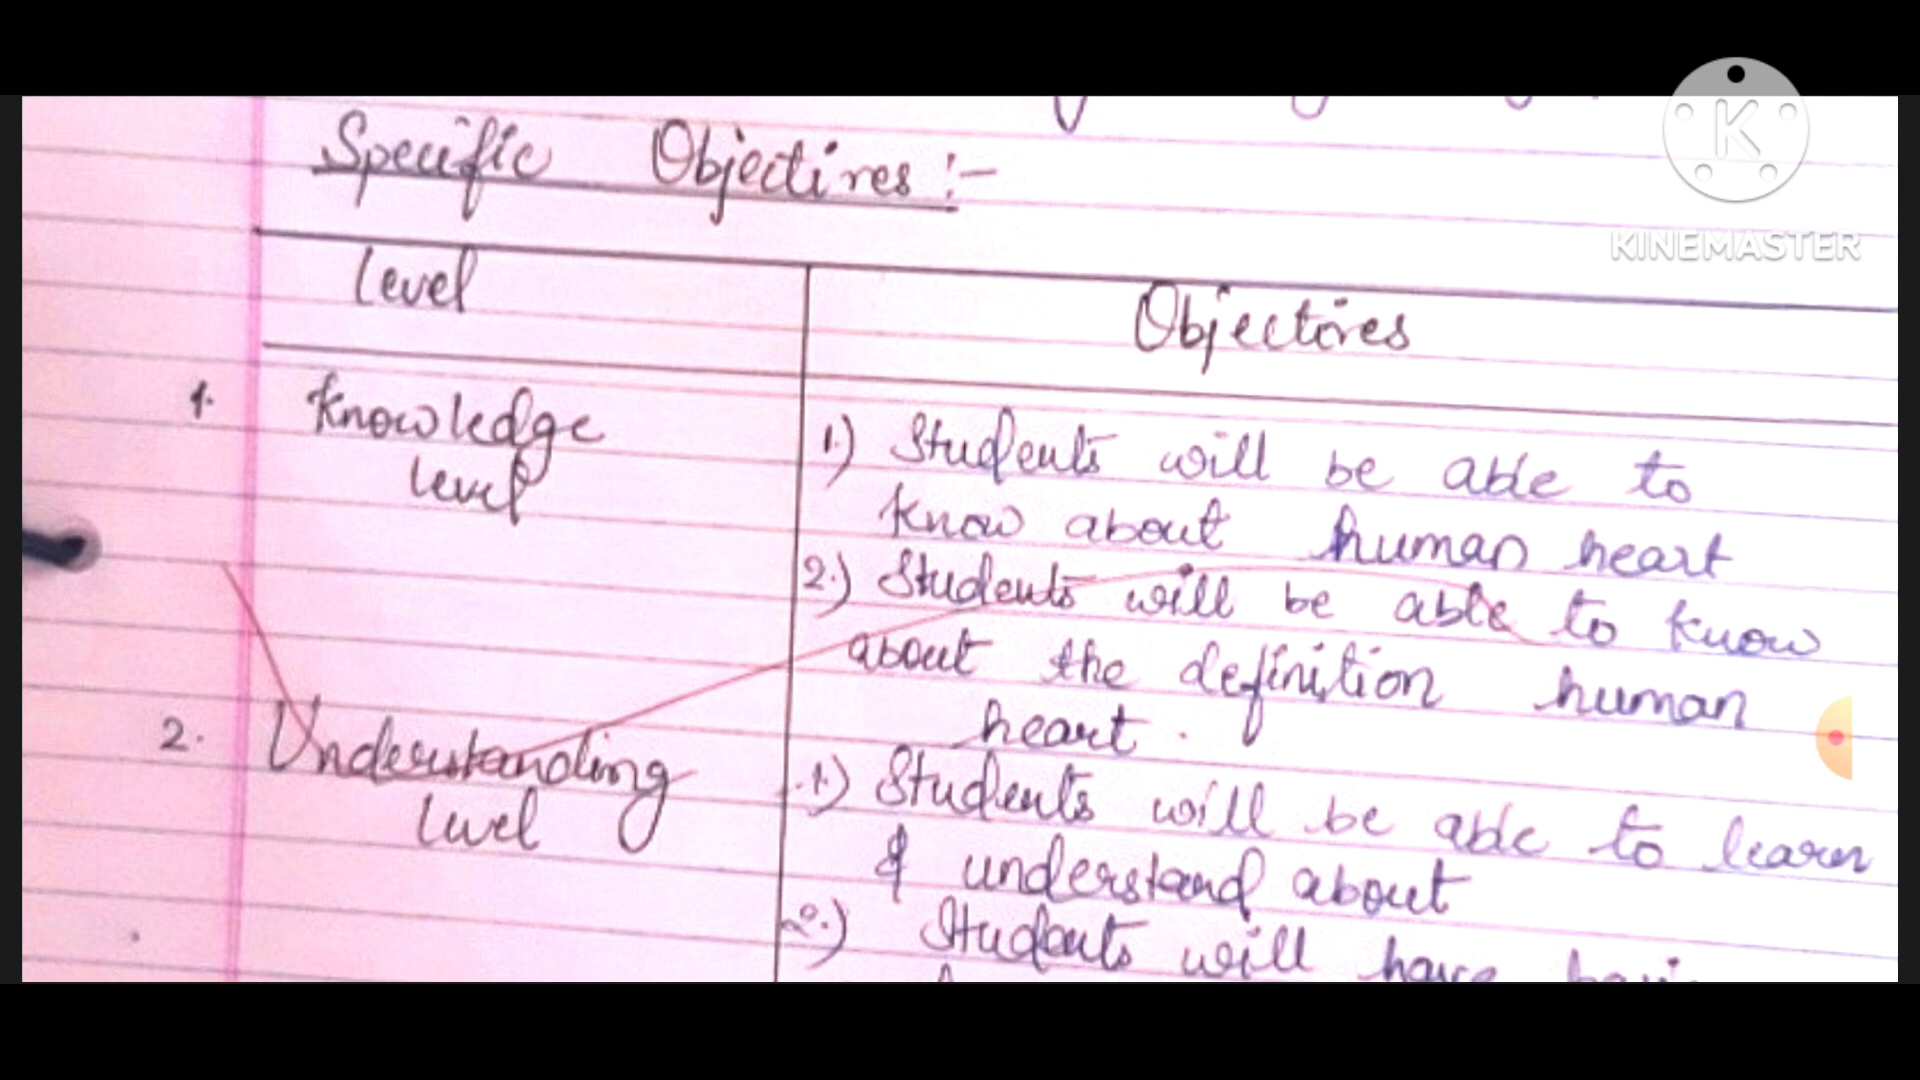 Specific Objectives :-
Level
Objectives
1. Knowledge
level
1.) Students will be able to
know about human heart
2.) Students will be able to know
about the definition human
heart.
2. Understanding
level
1.) Students will be able to learn
& understand about
2.) Students will have
KINEMASTER
K